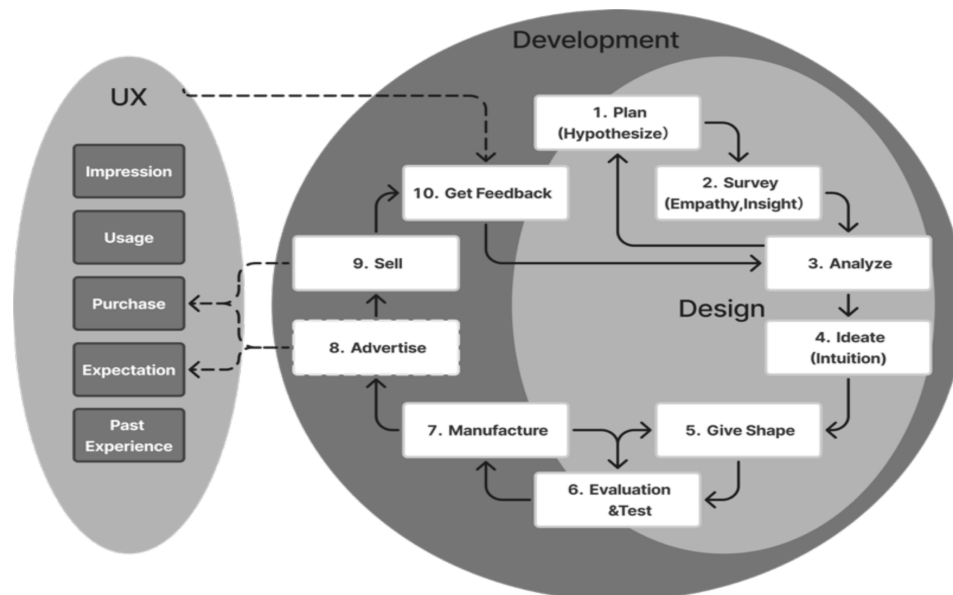 Development
UX
1. Plan
(Hypothesize)
Impression
2. Survey
(Empathy,Insight)
10. Get Feedback
Usage
9. Sell
3. Analyze
Purchase
Design
8. Advertise
4. Ideate
(Intuition)
Expectation
Past
Experience
7. Manufacture
5. Give Shape
6. Evaluation
&Test